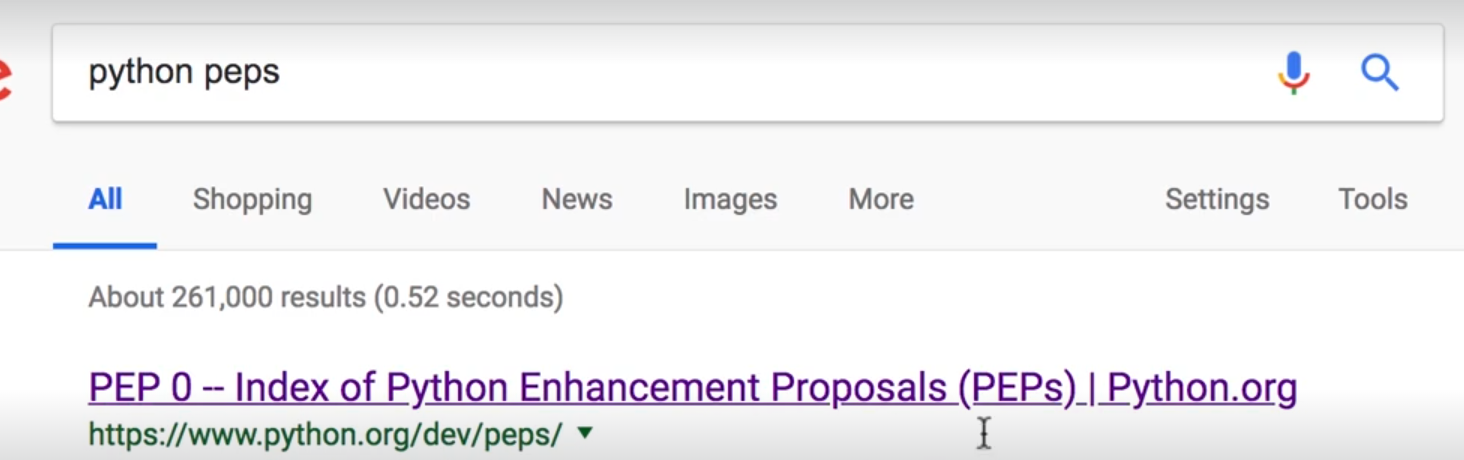 e
python peps
All Shopping Videos News Images More Settings Tools
About 261,000 results (0.52 seconds)
PEP 0 -- Index of Python Enhancement Proposals (PEPs) | Python.org
https://www.python.org/dev/peps/